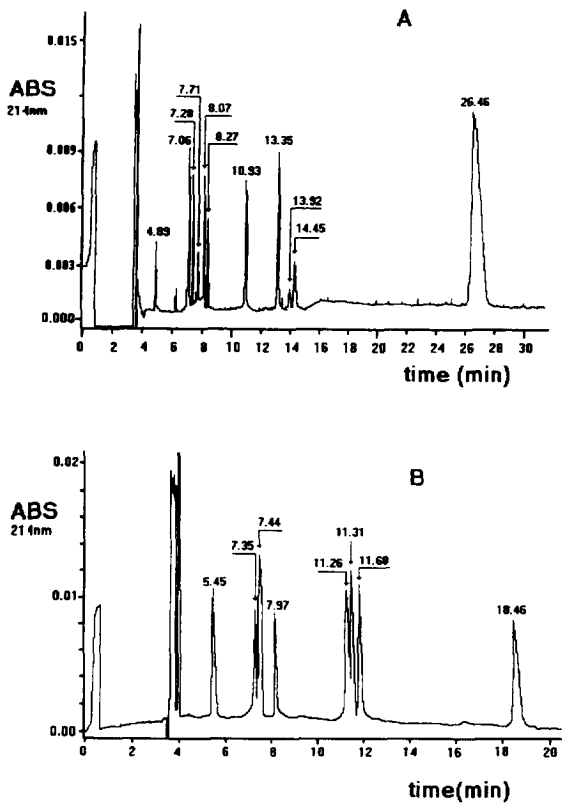 A
0.015
ABS
214nm
0.009
0.006
0.003
0.000
7.71
7.28
8.07
7.06
8.27
4.89
10.93
13.35
13.92
14.45
26.46
0 2 4 6 8 10 12 14 16 18 20 22 24 26 28 30
time (min)
B
0.02
ABS
214nm
0.01
0.00
5.45
7.44
7.35
7.97
11.31
11.26
11.68
18.46
0 2 4 6 8 10 12 14 16 18 20
time(min)